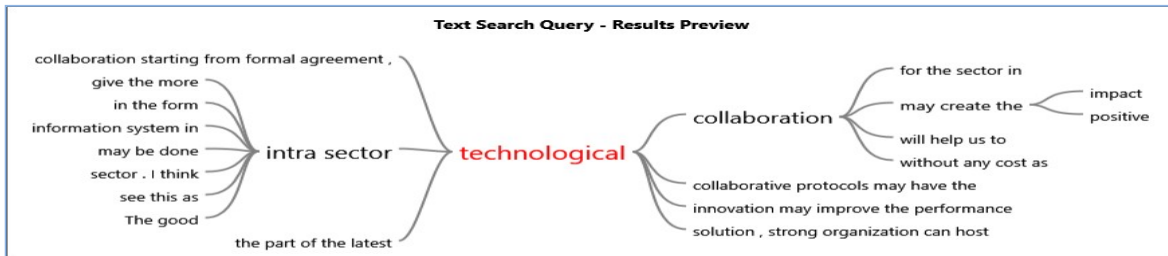 Text Search Query - Results Preview
collaboration starting from formal agreement ,
give the more
in the form
information system in
may be done
sector . I think
see this as
The good
intra sector
the part of the latest
technological
collaboration
for the sector in
may create the
impact
positive
will help us to
without any cost as
collaborative protocols may have the
innovation may improve the performance
solution , strong organization can host